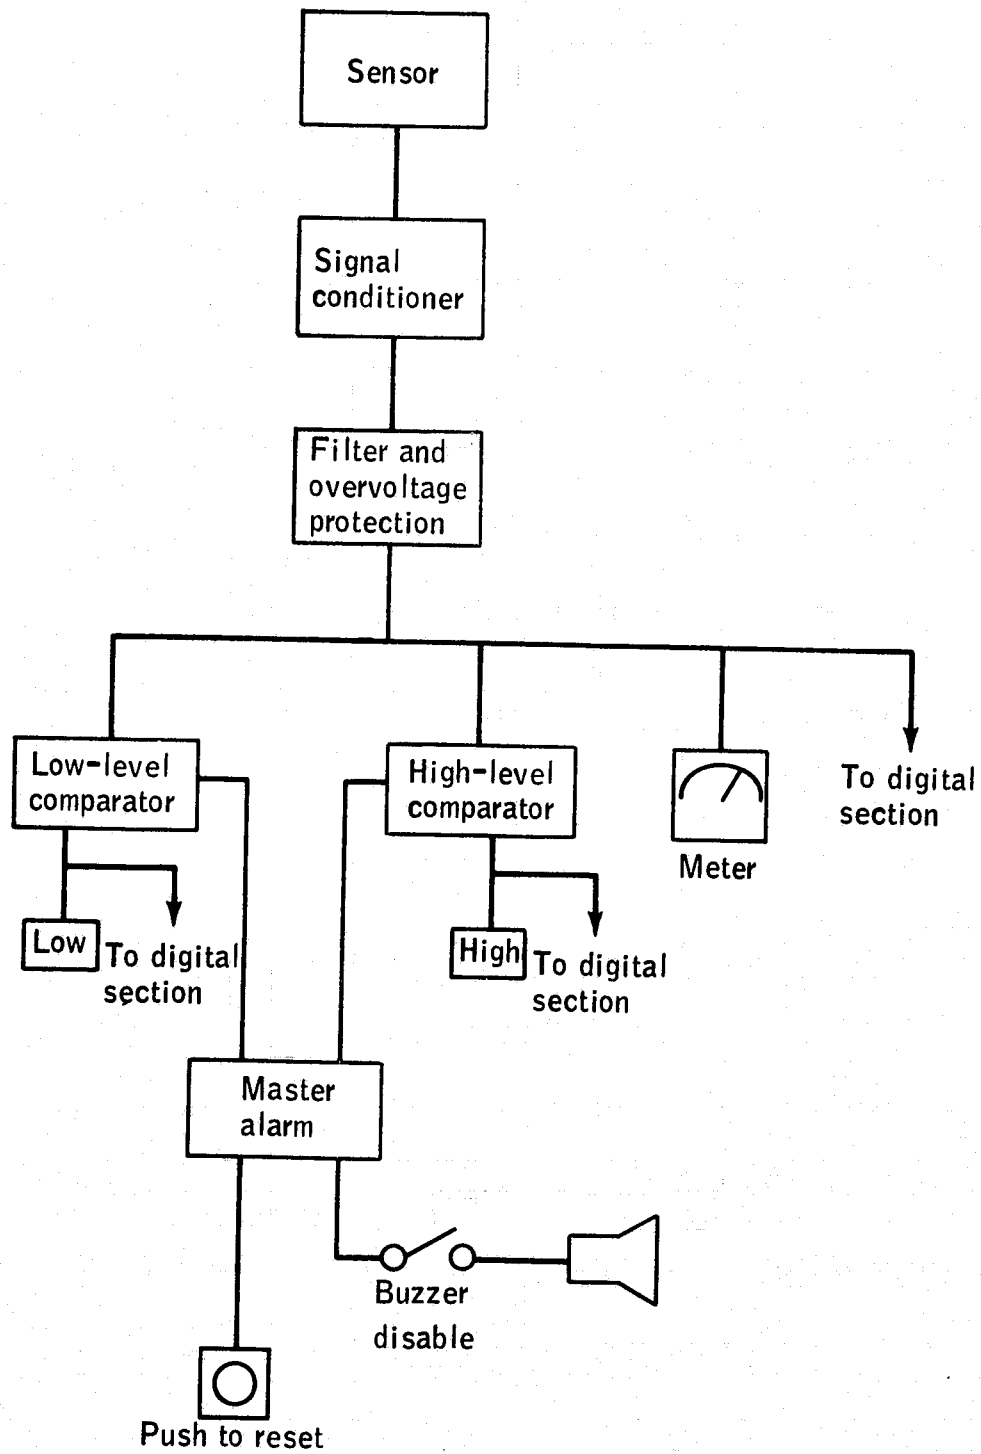 Sensor
Signal
conditioner
Filter and
overvoltage
protection
Low-level
comparator
High-level
comparator
Meter
To digital
section
Low
To digital
section
High
To digital
section
Master
alarm
Buzzer
disable
Push to reset